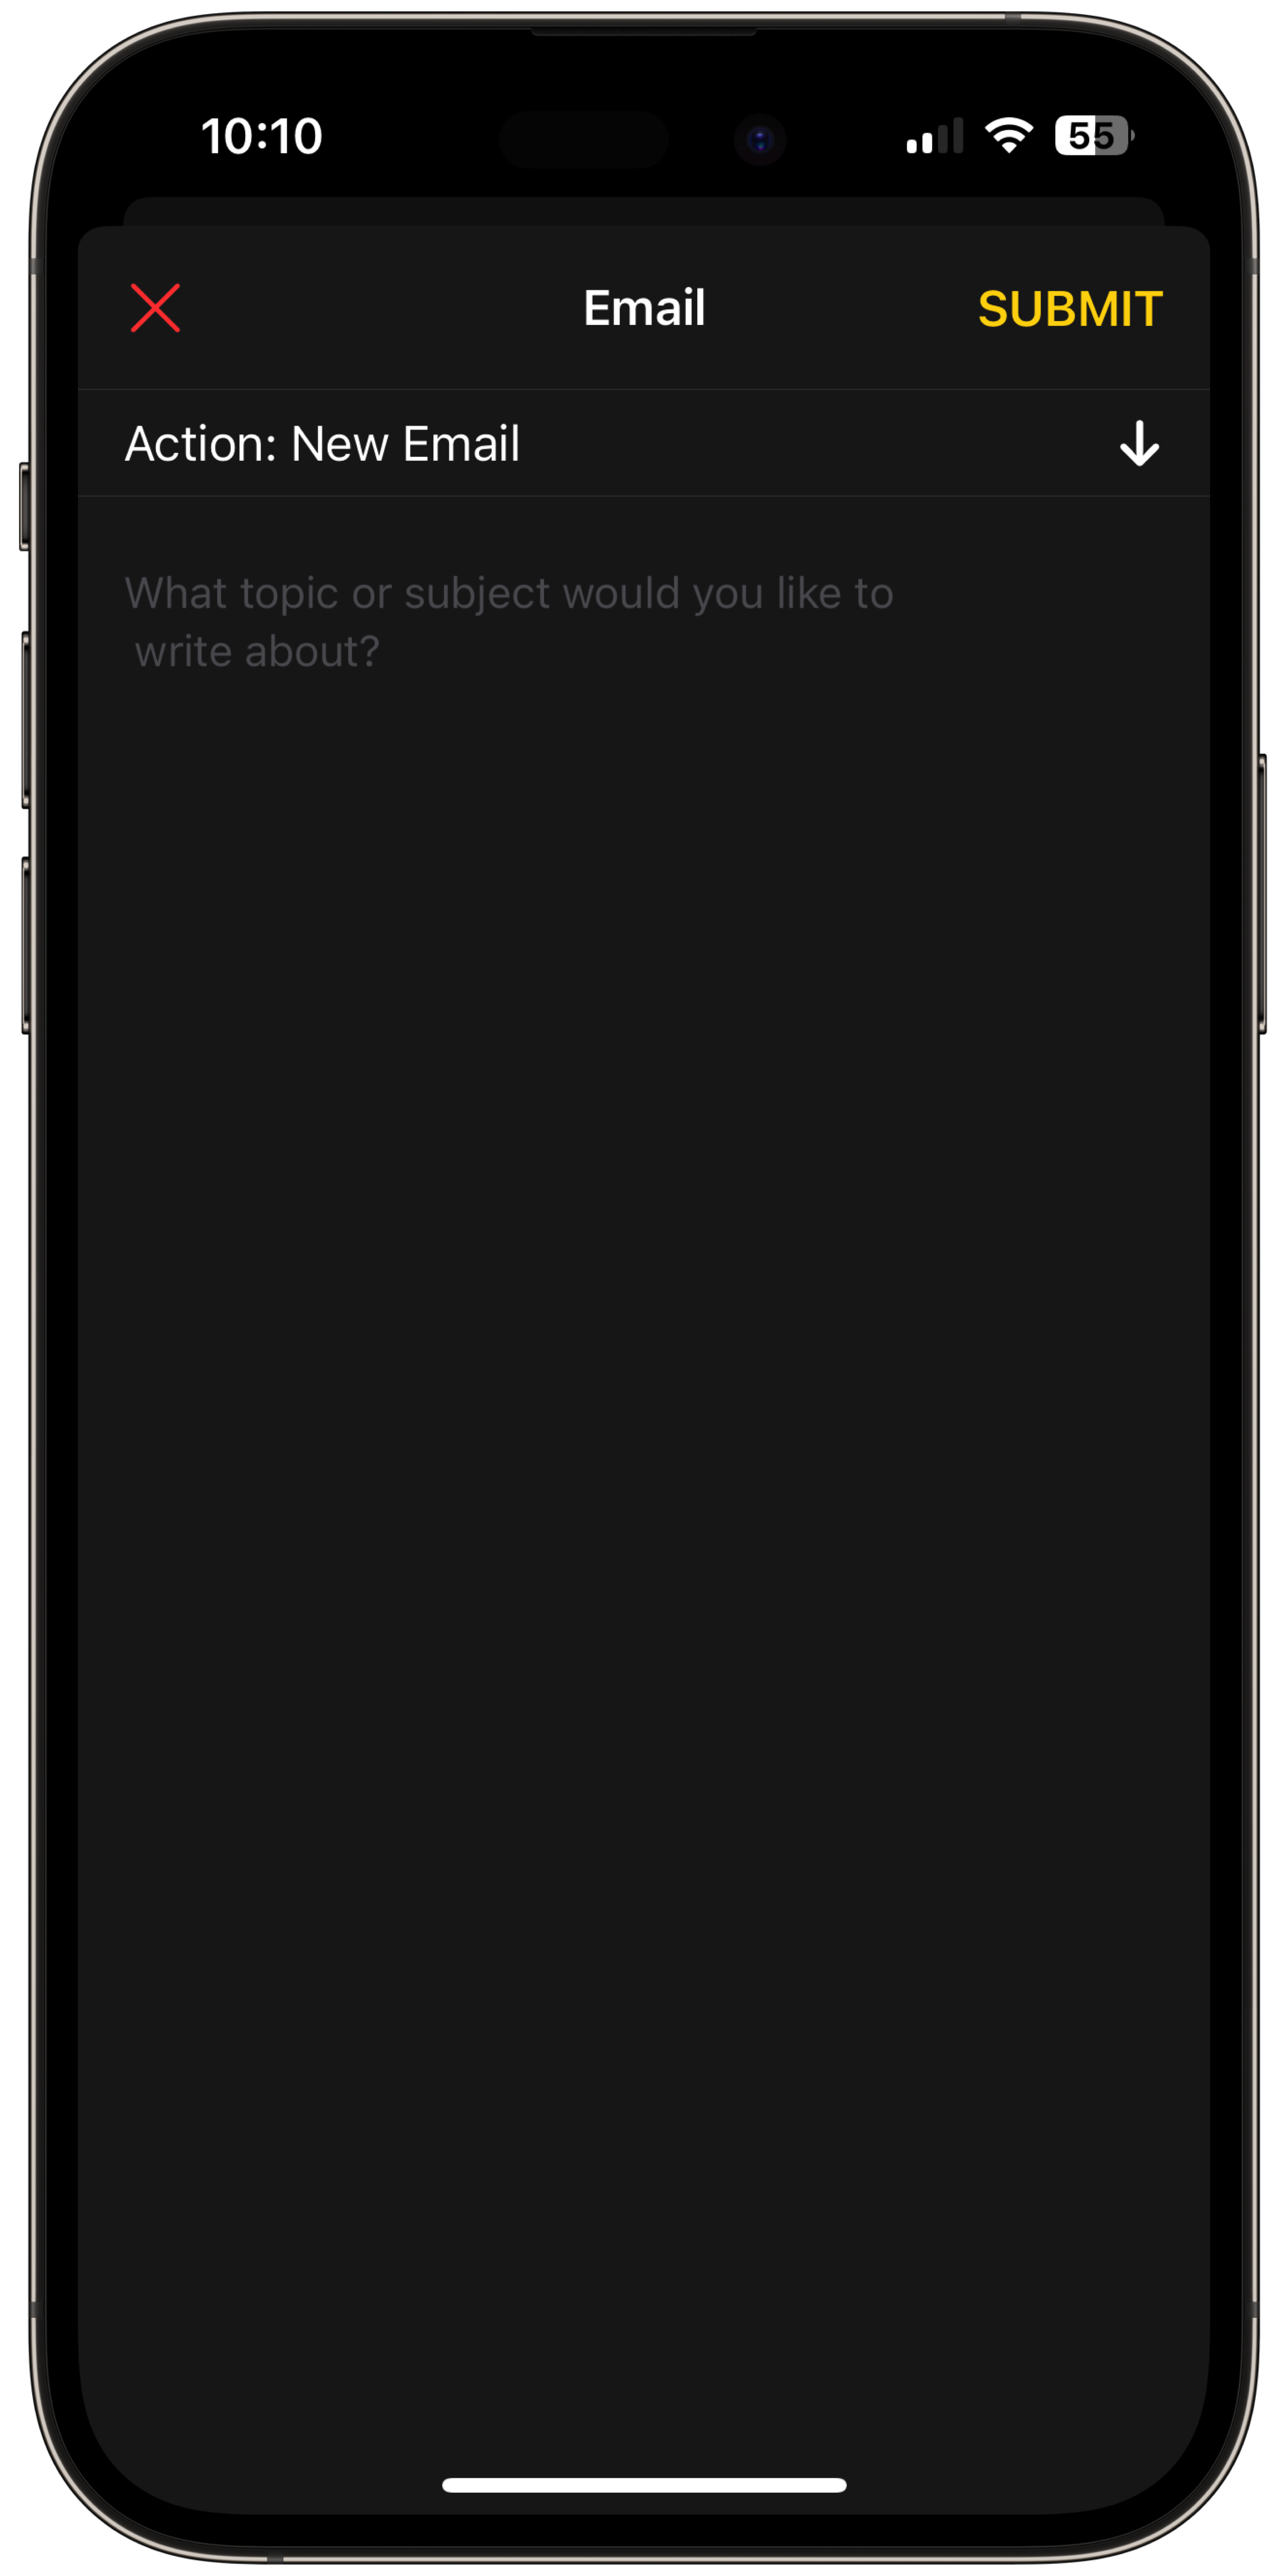 10:10 55
Email SUBMIT
Action: New Email
What topic or subject would you like to
write about?